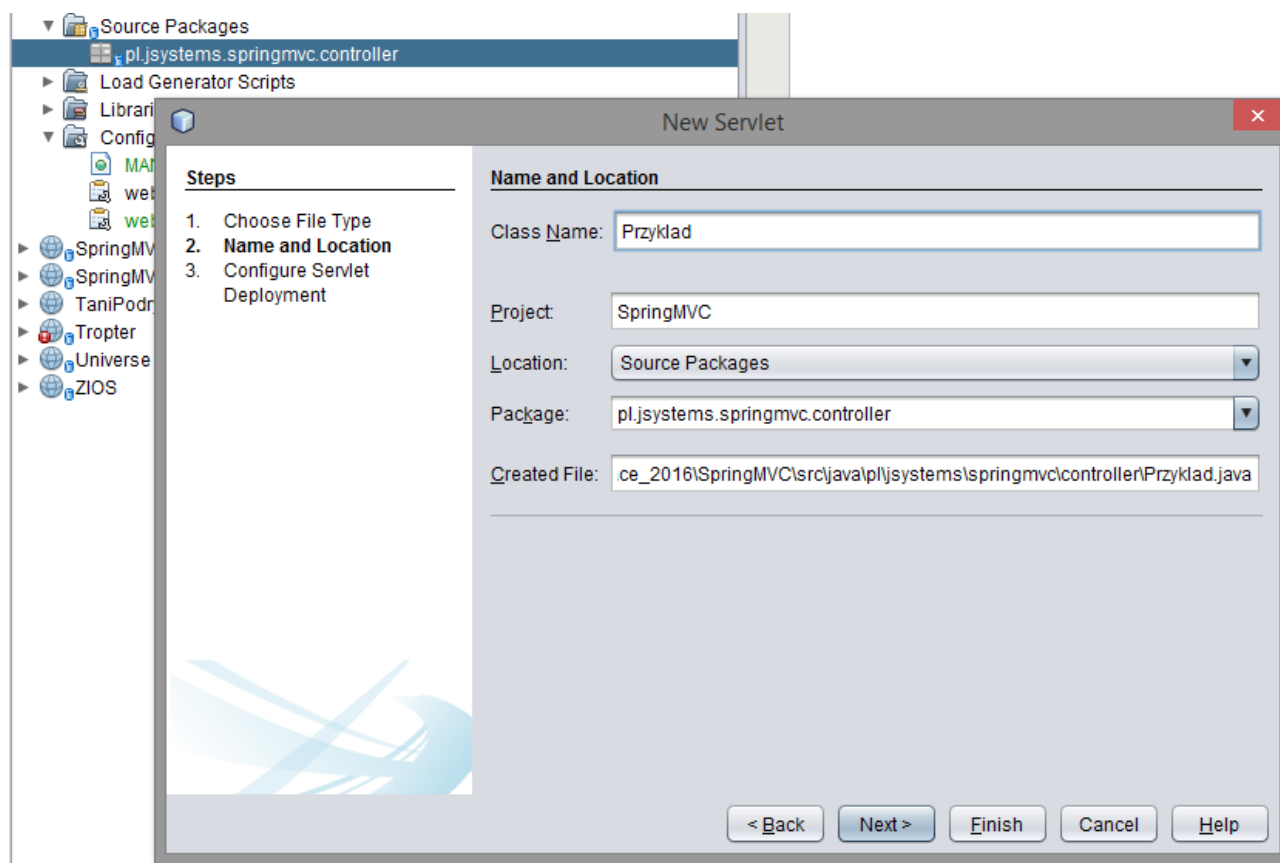 Source Packages
pl.jsystems.springmvc.controller
Load Generator Scripts
Librari
Config
MAN
web
web
SpringMV
SpringMV
TaniPodr
Tropter
Universe
ZIOS
New Servlet
Steps
1. Choose File Type
2. Name and Location
3. Configure Servlet
Deployment
Name and Location
Class Name: Przyklad
Project: SpringMVC
Location: Source Packages
Package: pl.jsystems.springmvc.controller
Created File: ce_2016\SpringMVC\src\java\pl\jsystems\springmvc\controller\Przyklad.java
< Back Next > Finish Cancel Help